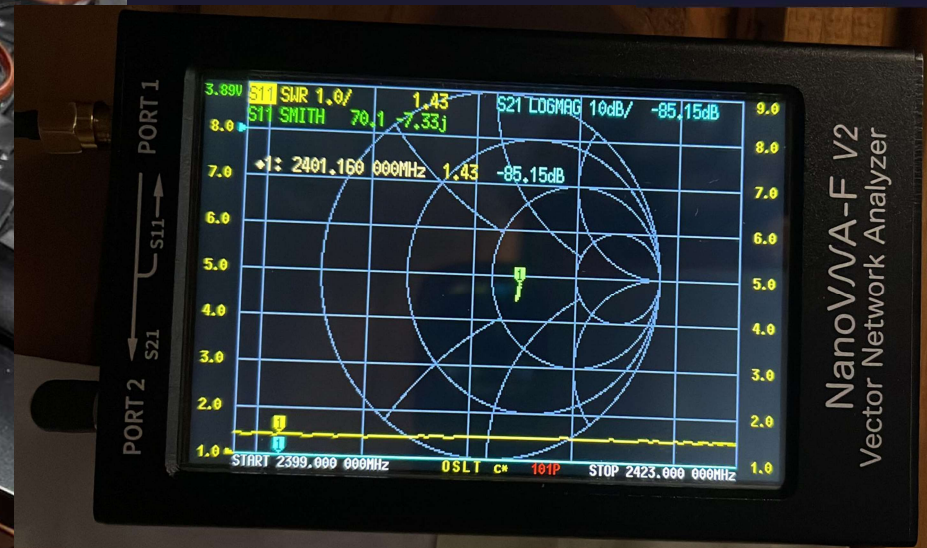 3.89V S11 SWR 1.0/ 1.43 S21 LOGMAG 10dB/ -85.15dB
S11 SMITH 70.1 -7.33j
1: 2401.160 000MHz 1.43 -85.15dB
9.0
8.0 8.0
7.0 7.0
6.0 6.0
5.0 5.0
4.0 4.0
3.0 3.0
2.0 2.0
1.0 1.0
1
1
1
START 2399.000 000MHz OSLT c* 101P STOP 2423.000 000MHz
PORT 1
S11
S21
PORT 2
NanoVNA-F V2
Vector Network Analyzer